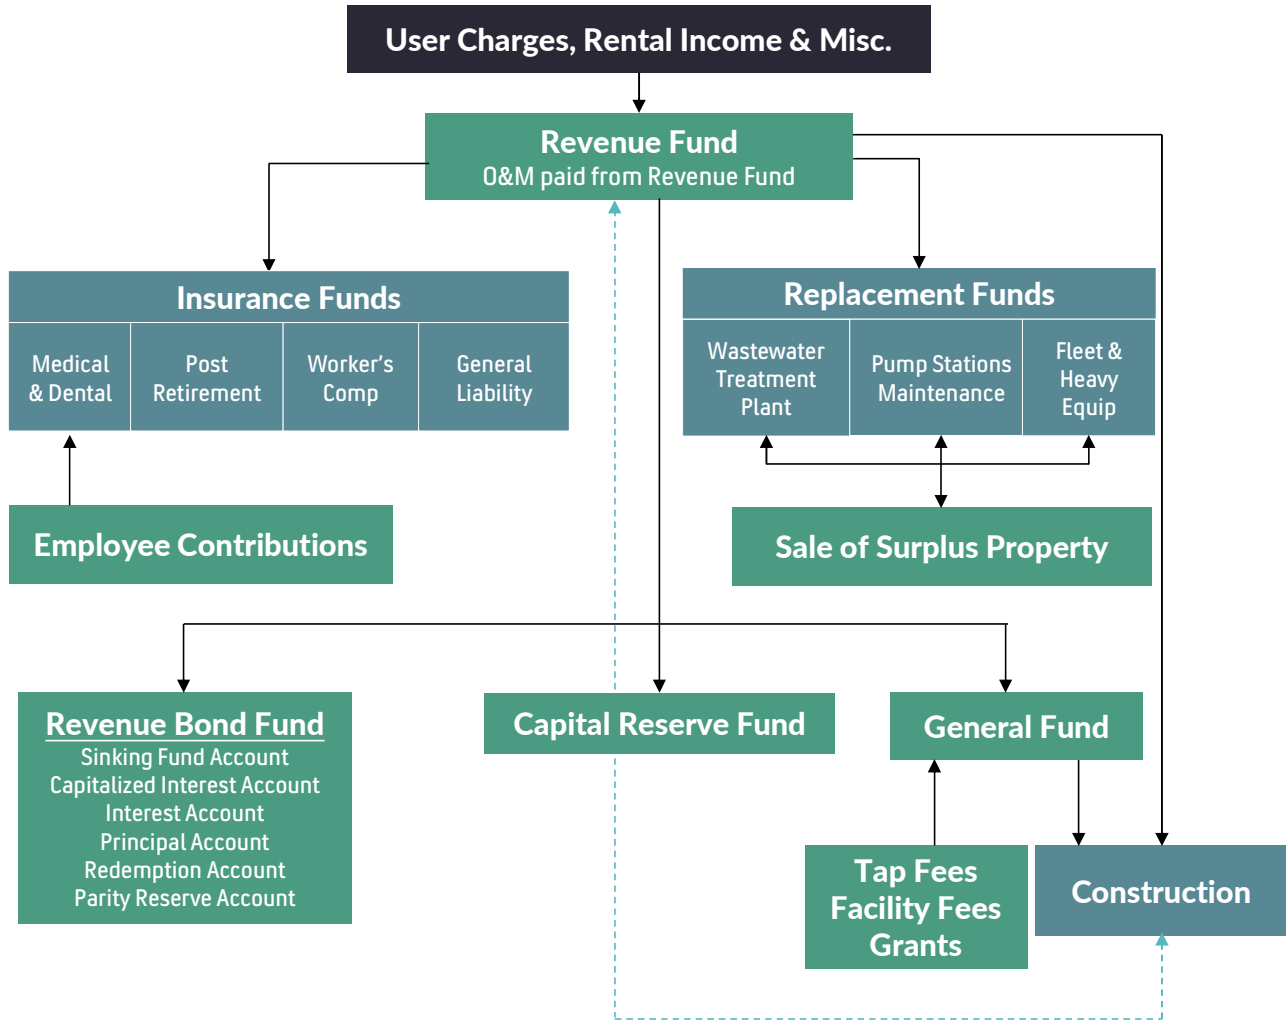 User Charges, Rental Income & Misc.
Revenue Fund
O&M paid from Revenue Fund
Insurance Funds
Medical
& Dental
Post
Retirement
Worker's
Comp
General
Liability
Replacement Funds
Wastewater
Treatment
Plant
Pump Stations
Maintenance
Fleet &
Heavy
Equip
Employee Contributions
Sale of Surplus Property
Revenue Bond Fund
Sinking Fund Account
Capitalized Interest Account
Interest Account
Principal Account
Redemption Account
Parity Reserve Account
Capital Reserve Fund
General Fund
Tap Fees
Facility Fees
Grants
Construction